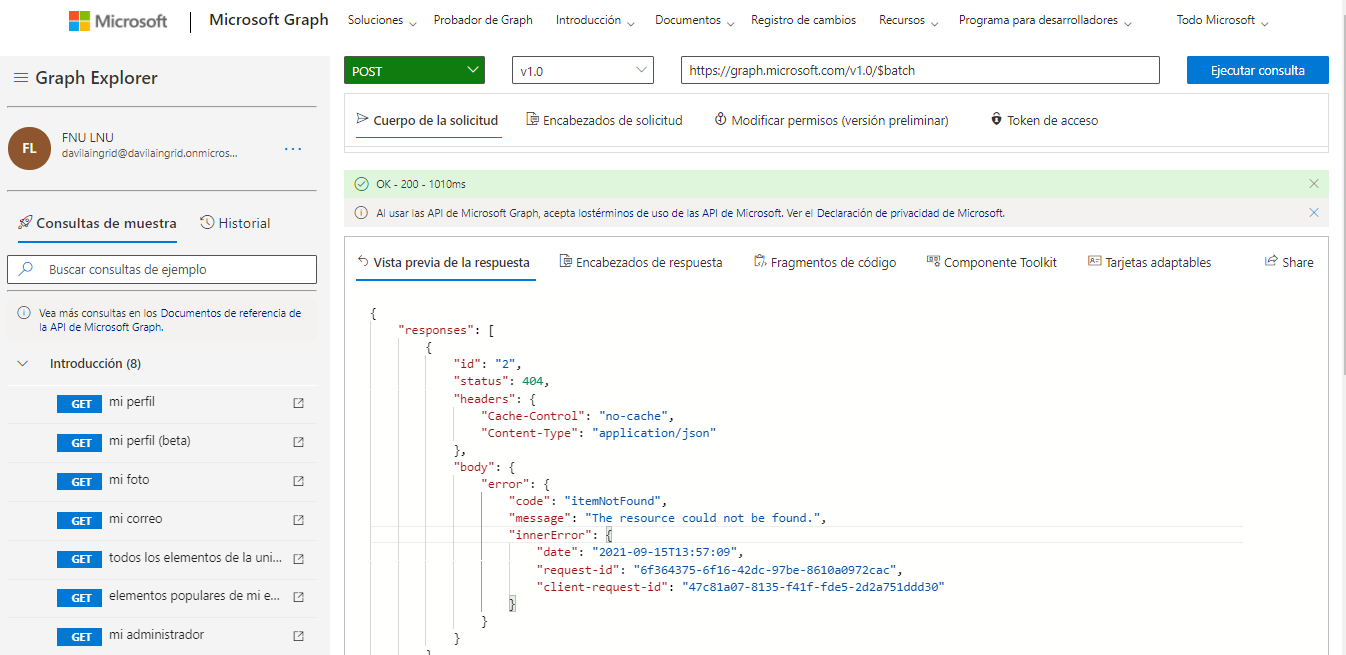 Microsoft
Microsoft Graph
Soluciones
Probador de Graph
Introducción
Documentos
Registro de cambios
Recursos
Programa para desarrolladores
Todo Microsoft
Graph Explorer
FL
FNU LNU
davilaingrid@davilaingrid.onmicros...
Consultas de muestra
Historial
Buscar consultas de ejemplo
Vea más consultas en los Documentos de referencia de
la API de Microsoft Graph.
Introducción (8)
GET mi perfil
GET mi perfil (beta)
GET mi foto
GET mi correo
GET todos los elementos de la uni...
GET elementos populares de mi e...
GET mi administrador
POST
v1.0
https://graph.microsoft.com/v1.0/$batch
Ejecutar consulta
Cuerpo de la solicitud
Encabezados de solicitud
Modificar permisos (versión preliminar)
Token de acceso
OK - 200 - 1010ms
Al usar las API de Microsoft Graph, acepta lostérminos de uso de las API de Microsoft. Ver el Declaración de privacidad de Microsoft.
Vista previa de la respuesta
Encabezados de respuesta
Fragmentos de código
Componente Toolkit
Tarjetas adaptables
Share
{
"responses": [
{
"id": "2",
"status": 404,
"headers": {
"Cache-Control": "no-cache",
"Content-Type": "application/json"
},
"body": {
"error": {
"code": "itemNotFound",
"message": "The resource could not be found.",
"innerError": {
"date": "2021-09-15T13:57:09",
"request-id": "6f364375-6f16-42dc-97be-8610a0972cac",
"client-request-id": "47c81a07-8135-f41f-fde5-2d2a751ddd30"
}
}
}